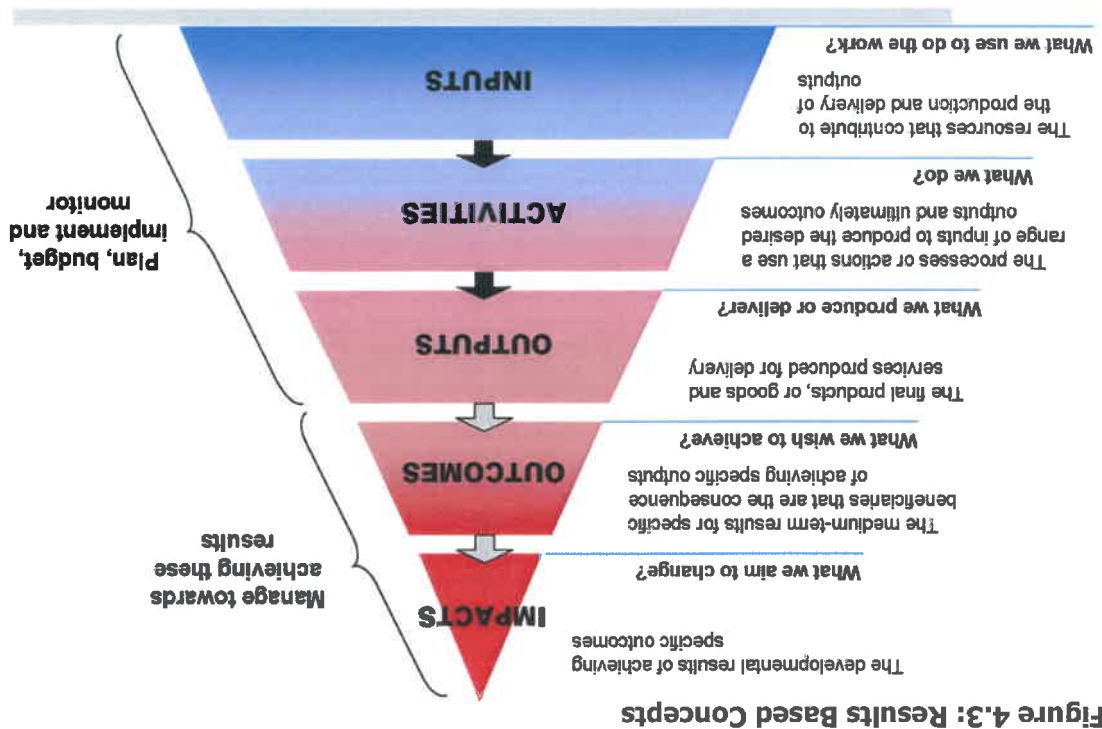 Figure 4.3: Results Based Concepts
The developmental results of achieving
specific outcomes
IMPACTS
What we aim to change?
Manage towards
achieving these
results
The medium-term results for specific
beneficiaries that are the consequence
of achieving specific outputs
OUTCOMES
What we wish to achieve?
The final products, or goods and
services produced for delivery
OUTPUTS
What we produce or deliver?
Plan, budget,
implement and
monitor
The processes or actions that use a
range of inputs to produce the desired
outputs and ultimately outcomes
ACTIVITIES
What we do?
The resources that contribute to
the production and delivery of
outputs
INPUTS
What we use to do the work?